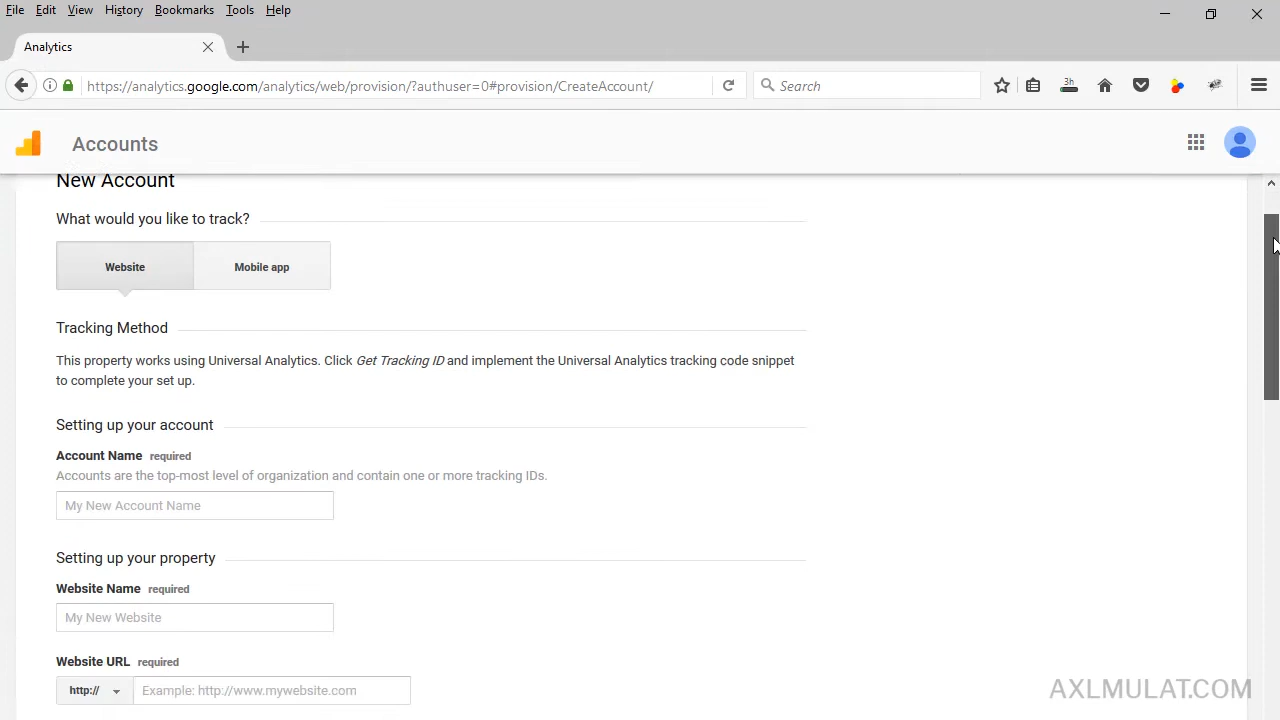 File Edit View History Bookmarks Tools Help
Analytics
https://analytics.google.com/analytics/web/provision/?authuser=0#provision/CreateAccount/
Search
3h
Accounts
New Account
What would you like to track?
Website
Mobile app
Tracking Method
This property works using Universal Analytics. Click Get Tracking ID and implement the Universal Analytics tracking code snippet
to complete your set up.
Setting up your account
Account Name required
Accounts are the top-most level of organization and contain one or more tracking IDs.
My New Account Name
Setting up your property
Website Name required
My New Website
Website URL required
http://
Example: http://www.mywebsite.com
AXLMULAT.COM